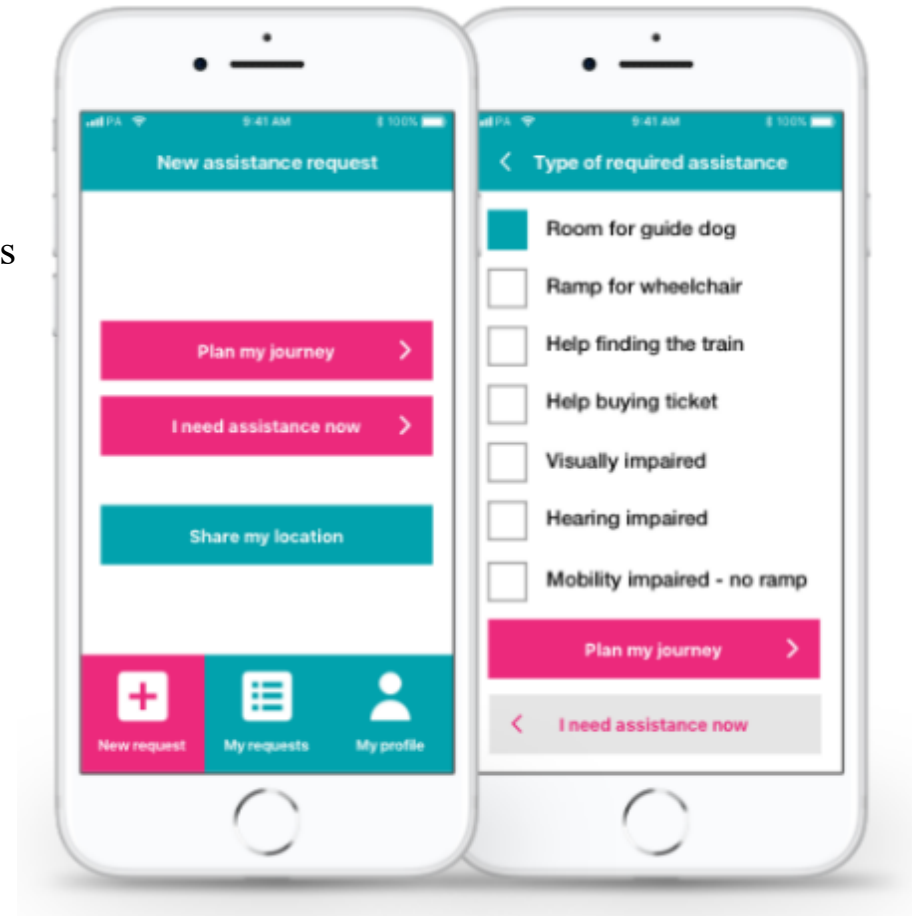 s
PA 9:41 AM 100%
New assistance request
Plan my journey
I need assistance now
Share my location
New request My requests My profile
PA 9:41 AM 100%
Type of required assistance
Room for guide dog
Ramp for wheelchair
Help finding the train
Help buying ticket
Visually impaired
Hearing impaired
Mobility impaired - no ramp
Plan my journey
I need assistance now